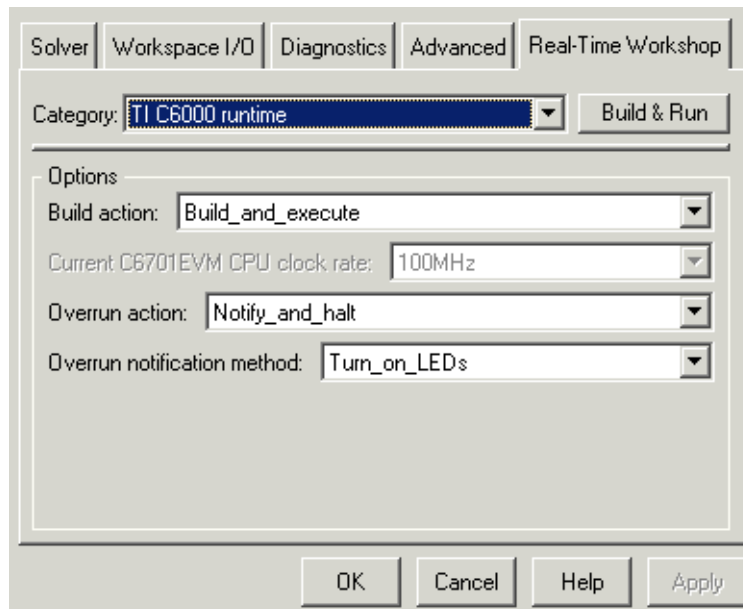 Solver Workspace I/O Diagnostics Advanced Real-Time Workshop
Category: TI C6000 runtime Build & Run
Options
Build action: Build_and_execute
Current C6701EVM CPU clock rate: 100MHz
Overrun action: Notify_and_halt
Overrun notification method: Turn_on_LEDs
OK Cancel Help Apply